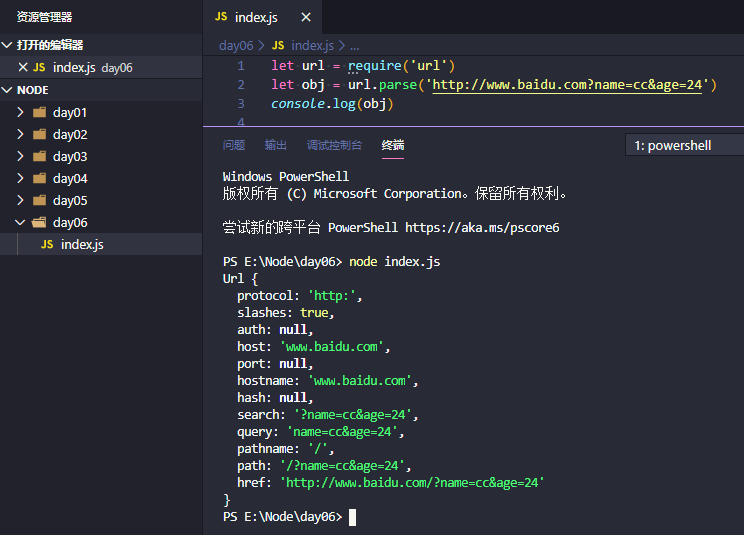 资源管理器
打开的编辑器
JS index.js day06
NODE
day01
day02
day03
day04
day05
day06
JS index.js
JS index.js
day06 > JS index.js > ...
1 let url = require('url')
2 let obj = url.parse('http://www.baidu.com?name=cc&age=24')
3 console.log(obj)
4
问题 输出 调试控制台 终端 1: powershell
Windows PowerShell
版权所有 (C) Microsoft Corporation。保留所有权利。
尝试新的跨平台 PowerShell https://aka.ms/pscore6
PS E:\Node\day06> node index.js
Url {
  protocol: 'http:',
  slashes: true,
  auth: null,
  host: 'www.baidu.com',
  port: null,
  hostname: 'www.baidu.com',
  hash: null,
  search: '?name=cc&age=24',
  query: 'name=cc&age=24',
  pathname: '/',
  path: '/?name=cc&age=24',
  href: 'http://www.baidu.com/?name=cc&age=24'
}
PS E:\Node\day06>